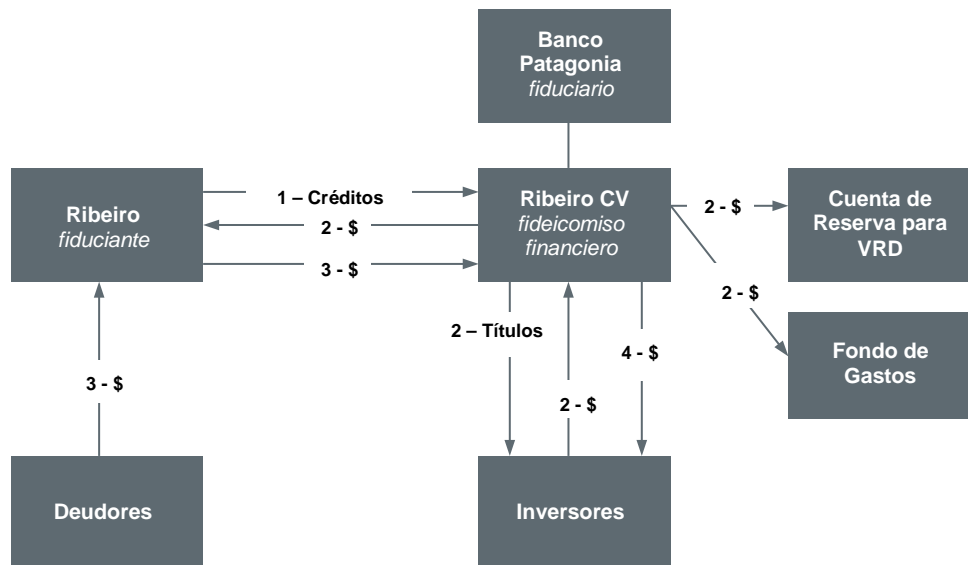 Banco
Patagonia
fiduciario
Ribeiro
fiduciante
1 – Créditos
2 - $
3 - $
Ribeiro CV
fideicomiso
financiero
2 - $
Cuenta de
Reserva para
VRD
2 - $
Fondo de
Gastos
2 – Títulos
4 - $
3 - $
2 - $
Deudores
Inversores